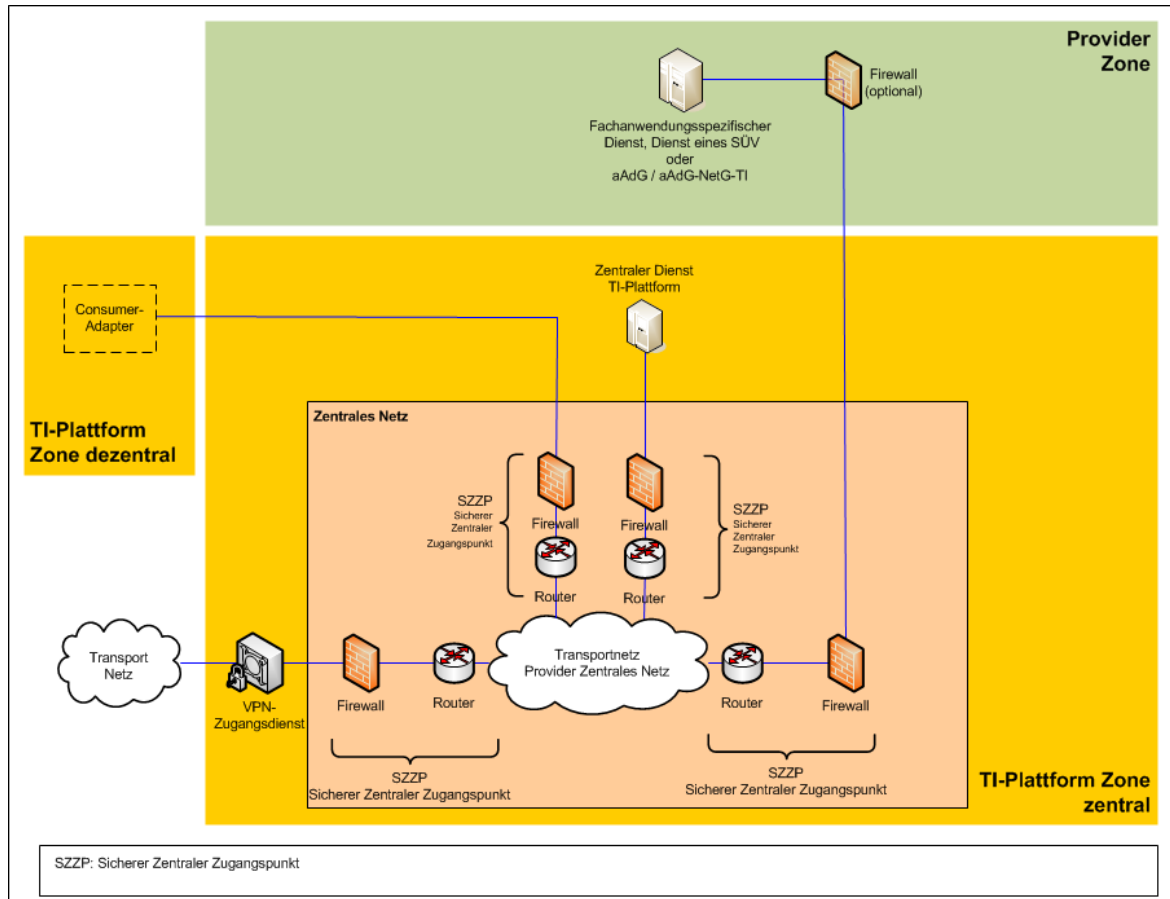 Provider
Zone
Firewall
(optional)
Fachanwendungsspezifischer
Dienst, Dienst eines SÜV
oder
aAdG / aAdG-NetG-TI
Consumer-
Adapter
TI-Plattform
Zone dezentral
Zentraler Dienst
TI-Plattform
Zentrales Netz
SZZP
Sicherer
Zentraler
Zugangspunkt
Firewall
Router
Firewall
Router
SZZP
Sicherer
Zentraler
Zugangspunkt
Transport
Netz
VPN-
Zugangsdienst
Firewall
Router
Transportnetz
Provider Zentrales Netz
Router
Firewall
SZZP
Sicherer Zentraler Zugangspunkt
SZZP
Sicherer Zentraler Zugangspunkt
TI-Plattform Zone
zentral
SZZP: Sicherer Zentraler Zugangspunkt